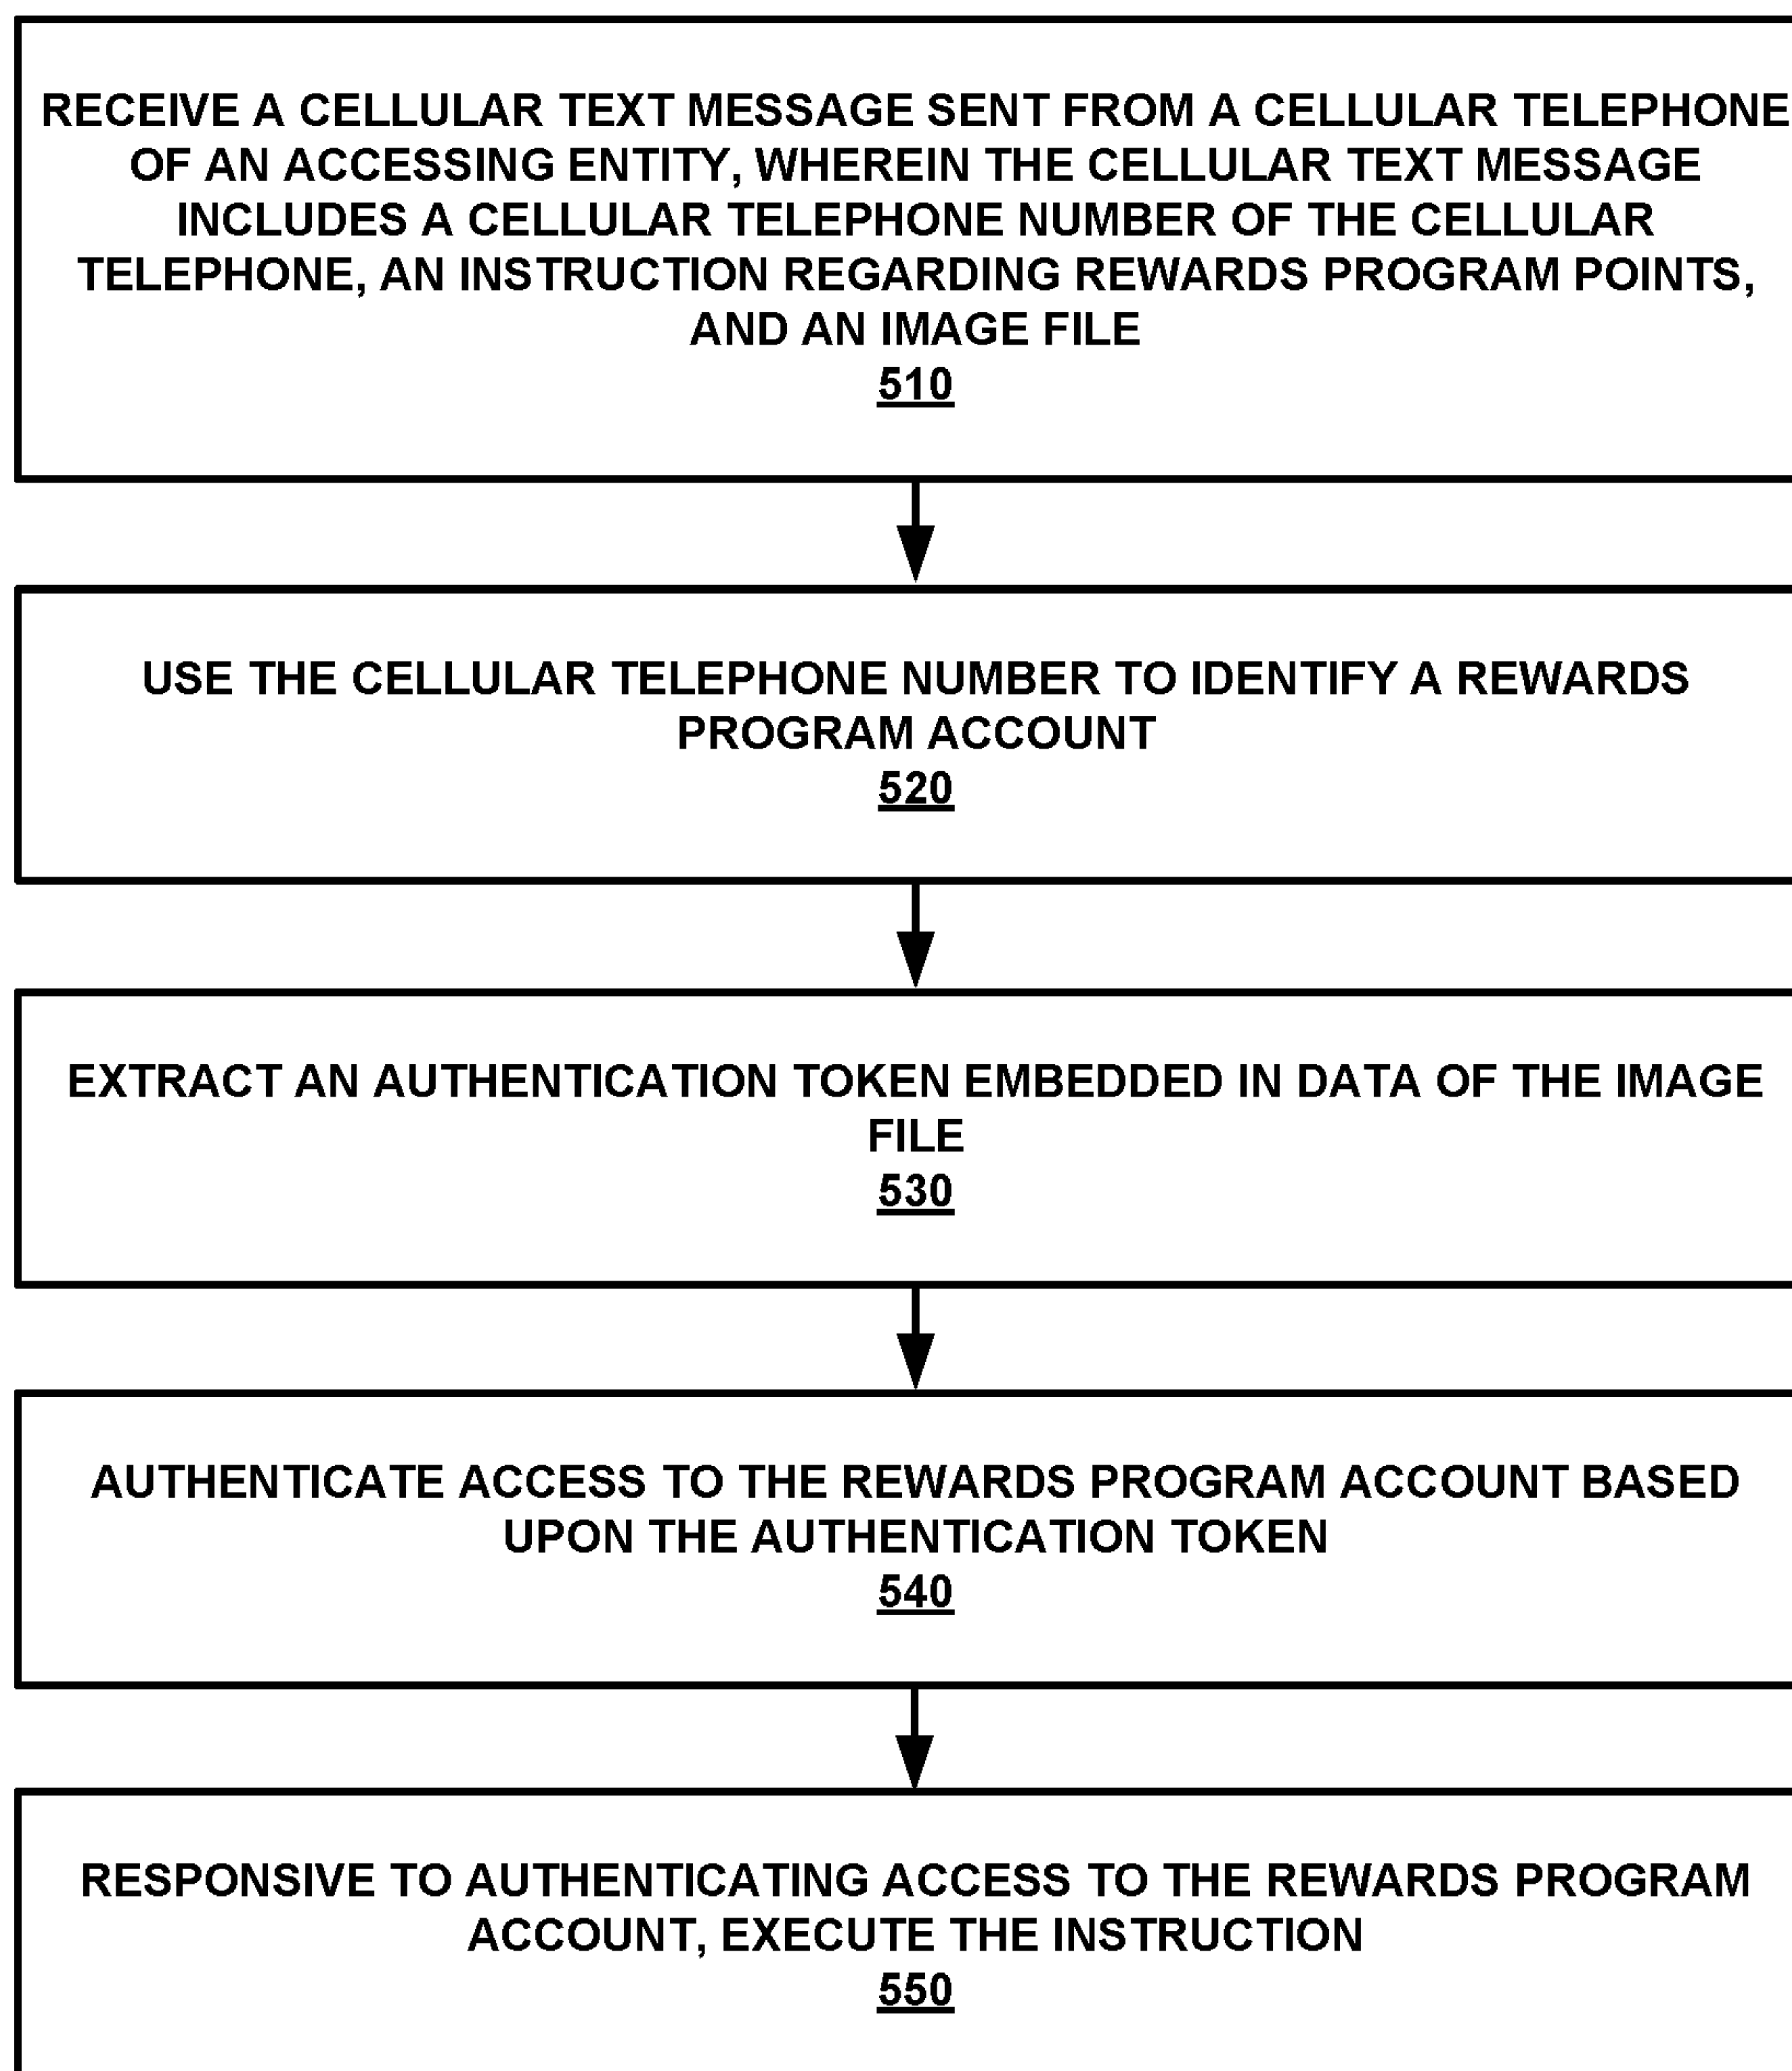 RECEIVE A CELLULAR TEXT MESSAGE SENT FROM A CELLULAR TELEPHONE
OF AN ACCESSING ENTITY, WHEREIN THE CELLULAR TEXT MESSAGE
INCLUDES A CELLULAR TELEPHONE NUMBER OF THE CELLULAR
TELEPHONE, AN INSTRUCTION REGARDING REWARDS PROGRAM POINTS,
AND AN IMAGE FILE
510
USE THE CELLULAR TELEPHONE NUMBER TO IDENTIFY A REWARDS
PROGRAM ACCOUNT
520
EXTRACT AN AUTHENTICATION TOKEN EMBEDDED IN DATA OF THE IMAGE
FILE
530
AUTHENTICATE ACCESS TO THE REWARDS PROGRAM ACCOUNT BASED
UPON THE AUTHENTICATION TOKEN
540
RESPONSIVE TO AUTHENTICATING ACCESS TO THE REWARDS PROGRAM
ACCOUNT, EXECUTE THE INSTRUCTION
550